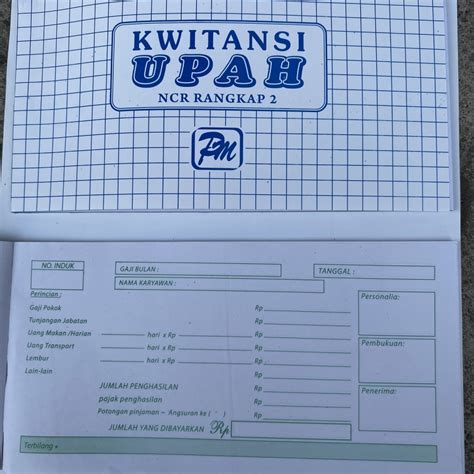 KWITANSI
UPAH
NCR RANGKAP 2
PM
NO. INDUK
GAJI BULAN :
TANGGAL :
NAMA KARYAWAN :
Perincian :
Personalia:
Gaji Pokok Rp
Tunjangan Jabatan Rp
Uang Makan /Harian hari x Rp Rp
Uang Transport hari x Rp Rp
Pembukuan:
Lembur hari x Rp Rp
Lain-lain Rp
JUMLAH PENGHASILAN Rp
Penerima:
pajak penghasilan Rp
Potongan pinjaman - Angsuran ke ( ) Rp
JUMLAH YANG DIBAYARKAN Rp
Terbilang